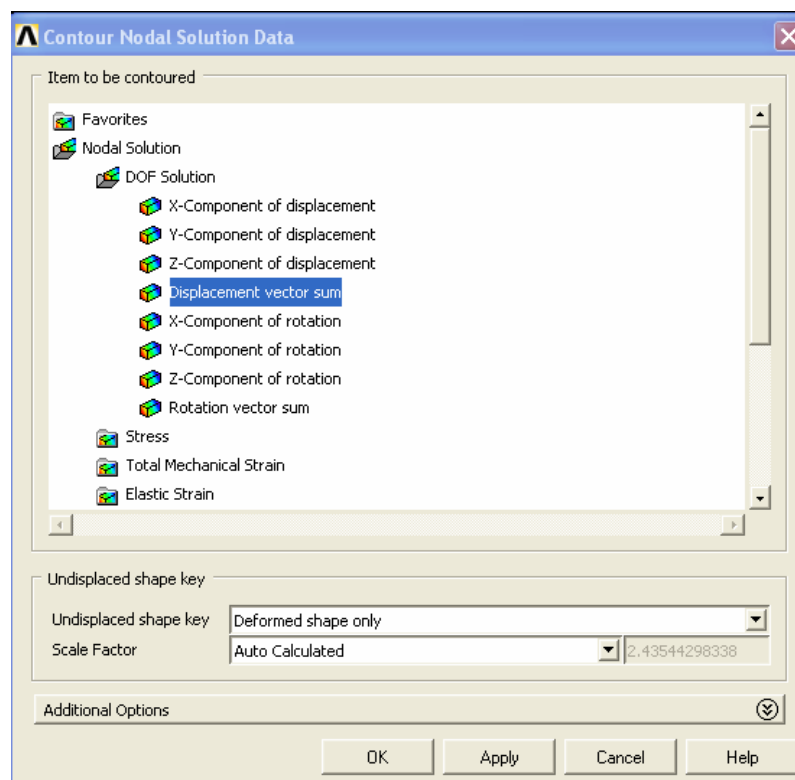 Contour Nodal Solution Data
Item to be contoured
Favorites
Nodal Solution
DOF Solution
X-Component of displacement
Y-Component of displacement
Z-Component of displacement
Displacement vector sum
X-Component of rotation
Y-Component of rotation
Z-Component of rotation
Rotation vector sum
Stress
Total Mechanical Strain
Elastic Strain
Undisplaced shape key
Undisplaced shape key Deformed shape only
Scale Factor Auto Calculated 2.43544298338
Additional Options
OK Apply Cancel Help